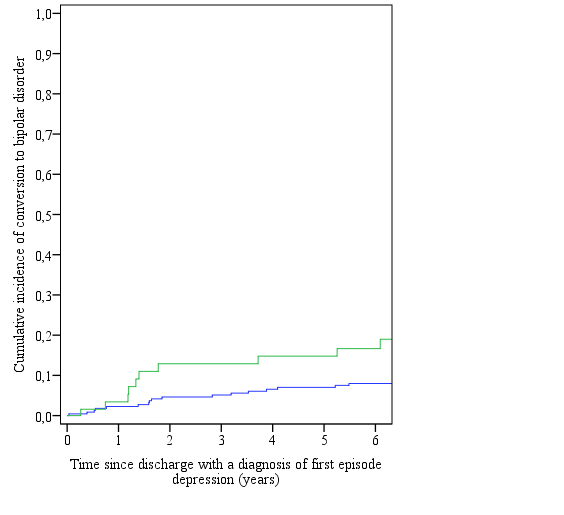 Cumulative incidence of conversion to bipolar disorder
1,0
0,9
0,8
0,7
0,6
0,5
0,4
0,3
0,2
0,1
0,0
0 1 2 3 4 5 6
Time since discharge with a diagnosis of first episode
depression (years)